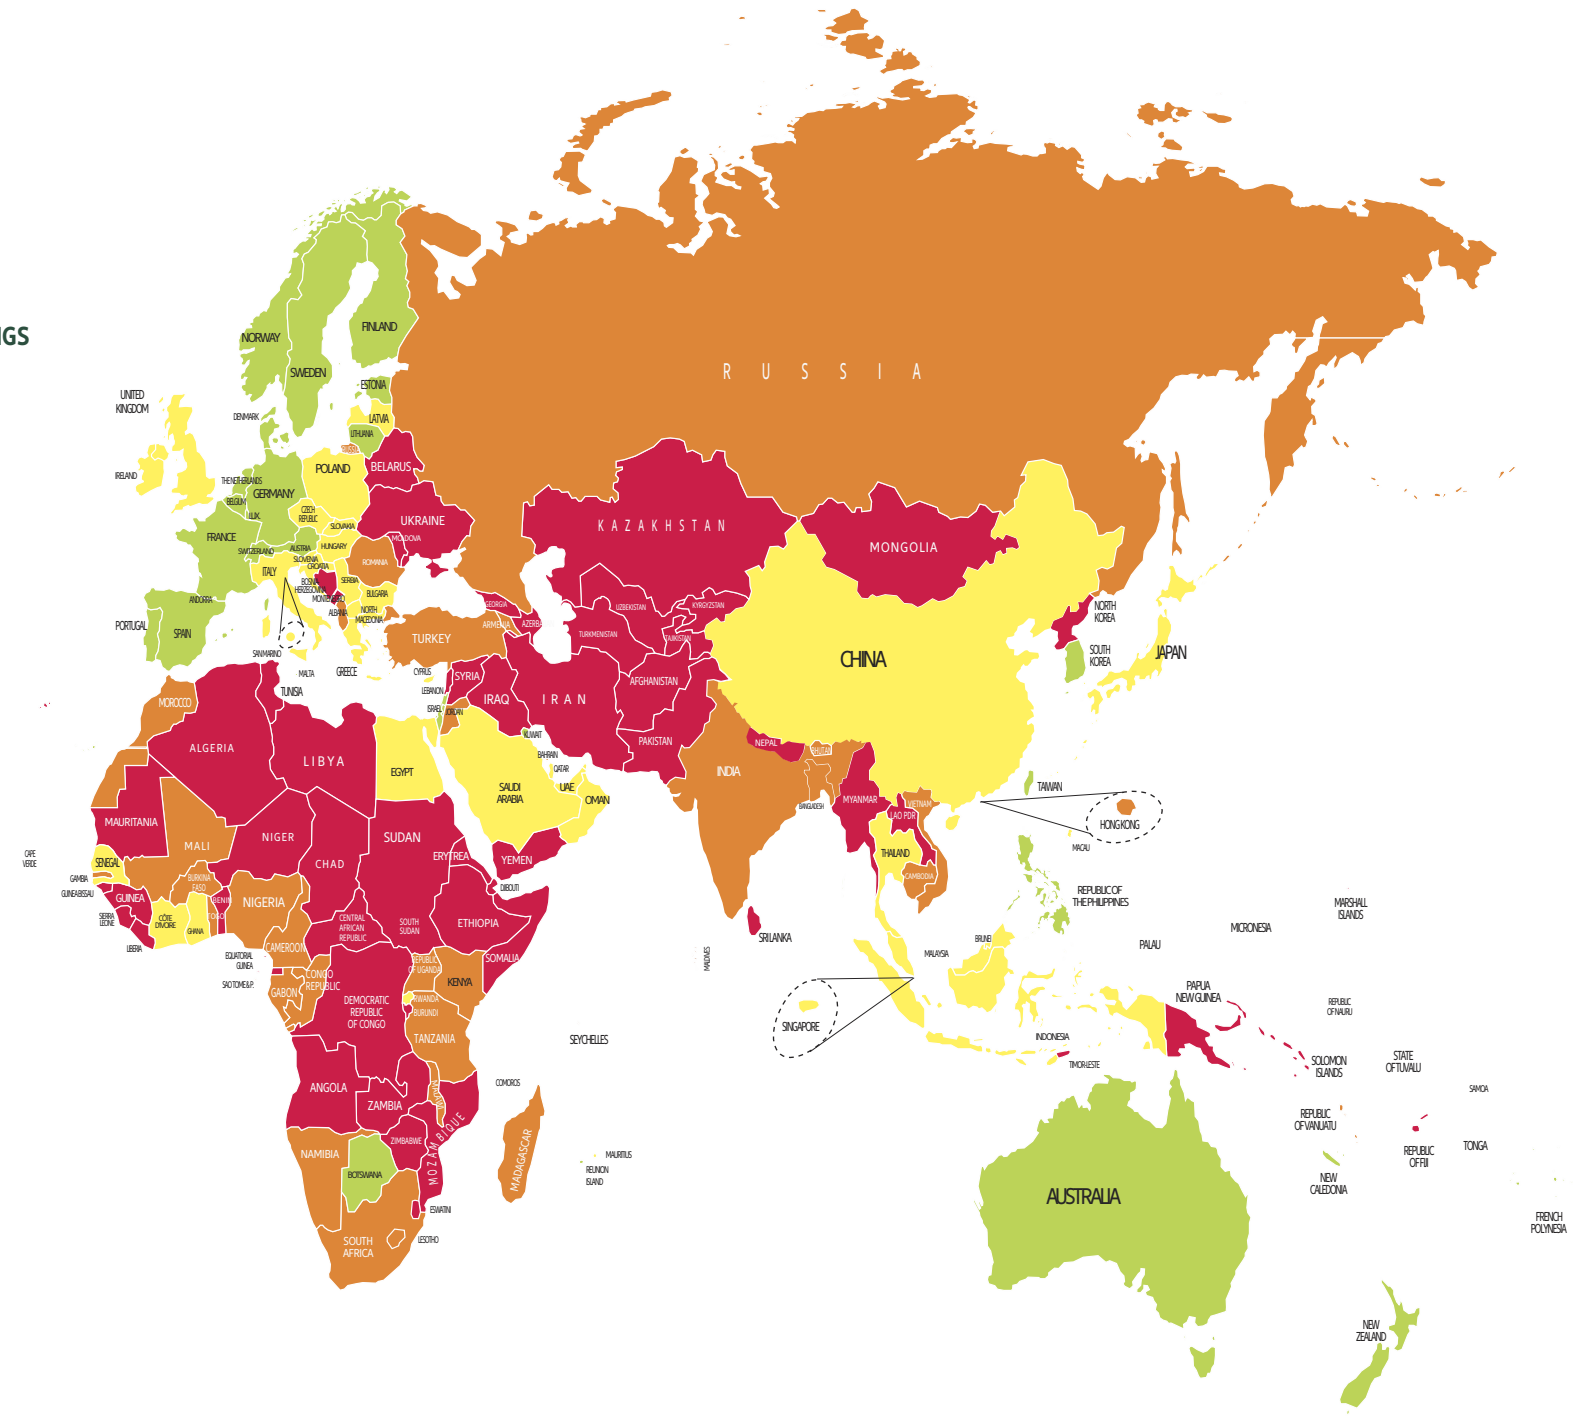 NGS
NORWAY
FINLAND
SWEDEN
ESTONIA
UNITED
KINGDOM
DENMARK
LATVIA
LITHUANIA
RUSSIA
IRELAND
THE NETHERLANDS
POLAND
BELARUS
BELGIUM
GERMANY
LUX.
CZECH
REPUBLIC
UKRAINE
SLOVAKIA
FRANCE
SWITZERLAND
AUSTRIA
HUNGARY
MOLDOVA
SLOVENIA
CROATIA
ROMANIA
ITALY
BOSNIA
HERZEGOVINA
SERBIA
MONTENEGRO
BULGARIA
ANDORRA
ALBANIA
NORTH
MACEDONIA
PORTUGAL
SPAIN
SAN MARINO
MALTA
GREECE
TURKEY
CYPRUS
GEORGIA
ARMENIA
AZERBA
KAZAKHSTAN
UZBEKISTAN
TURKMENISTAN
KYRGYZSTAN
TAJIKISTAN
MONGOLIA
CHINA
NORTH
KOREA
SOUTH
KOREA
JAPAN
TUNISIA
MOROCCO
ALGERIA
LIBYA
EGYPT
LEBANON
SYRIA
ISRAEL
JORDAN
IRAQ
IRAN
AFGHANISTAN
PAKISTAN
KUWAIT
BAHRAIN
QATAR
UAE
OMAN
SAUDI
ARABIA
YEMEN
NEPAL
BHUTAN
INDIA
BANGLADESH
MYANMAR
LAO PDR
VIETNAM
THAILAND
CAMBODIA
TAIWAN
HONG KONG
MACAU
REPUBLIC OF
THE PHILIPPINES
MARSHALL
ISLANDS
MICRONESIA
PALAU
SRI LANKA
MALDIVES
MALAYSIA
BRUNEI
SINGAPORE
INDONESIA
TIMOR-LESTE
PAPUA
NEW GUINEA
REPUBLIC
OF NAURU
SOLOMON
ISLANDS
STATE
OF TUVALU
SAMOA
REPUBLIC
OF VANUATU
REPUBLIC
OF FIJI
TONGA
NEW
CALEDONIA
FRENCH
POLYNESIA
AUSTRALIA
NEW
ZEALAND
CAPE
VERDE
MAURITANIA
MALI
NIGER
CHAD
SUDAN
ERYTREA
DJIBOUTI
SENEGAL
GAMBIA
GUINEA BISSAU
GUINEA
SIERRA
LEONE
LIBERIA
CÔTE
D'IVOIRE
BURKINA
FASO
GHANA
TOGO
BENIN
NIGERIA
CAMEROON
CENTRAL
AFRICAN
REPUBLIC
SOUTH
SUDAN
ETHIOPIA
SOMALIA
EQUATORIAL
GUINEA
SAO TOME & P.
GABON
CONGO
REPUBLIC
DEMOCRATIC
REPUBLIC
OF CONGO
REPUBLIC
OF UGANDA
KENYA
RWANDA
BURUNDI
TANZANIA
SEYCHELLES
COMOROS
ANGOLA
ZAMBIA
MALAWI
MOZAMBIQUE
ZIMBABWE
MADAGASCAR
MAURITIUS
REUNION
ISLAND
NAMIBIA
BOTSWANA
ESWATINI
LESOTHO
SOUTH
AFRICA